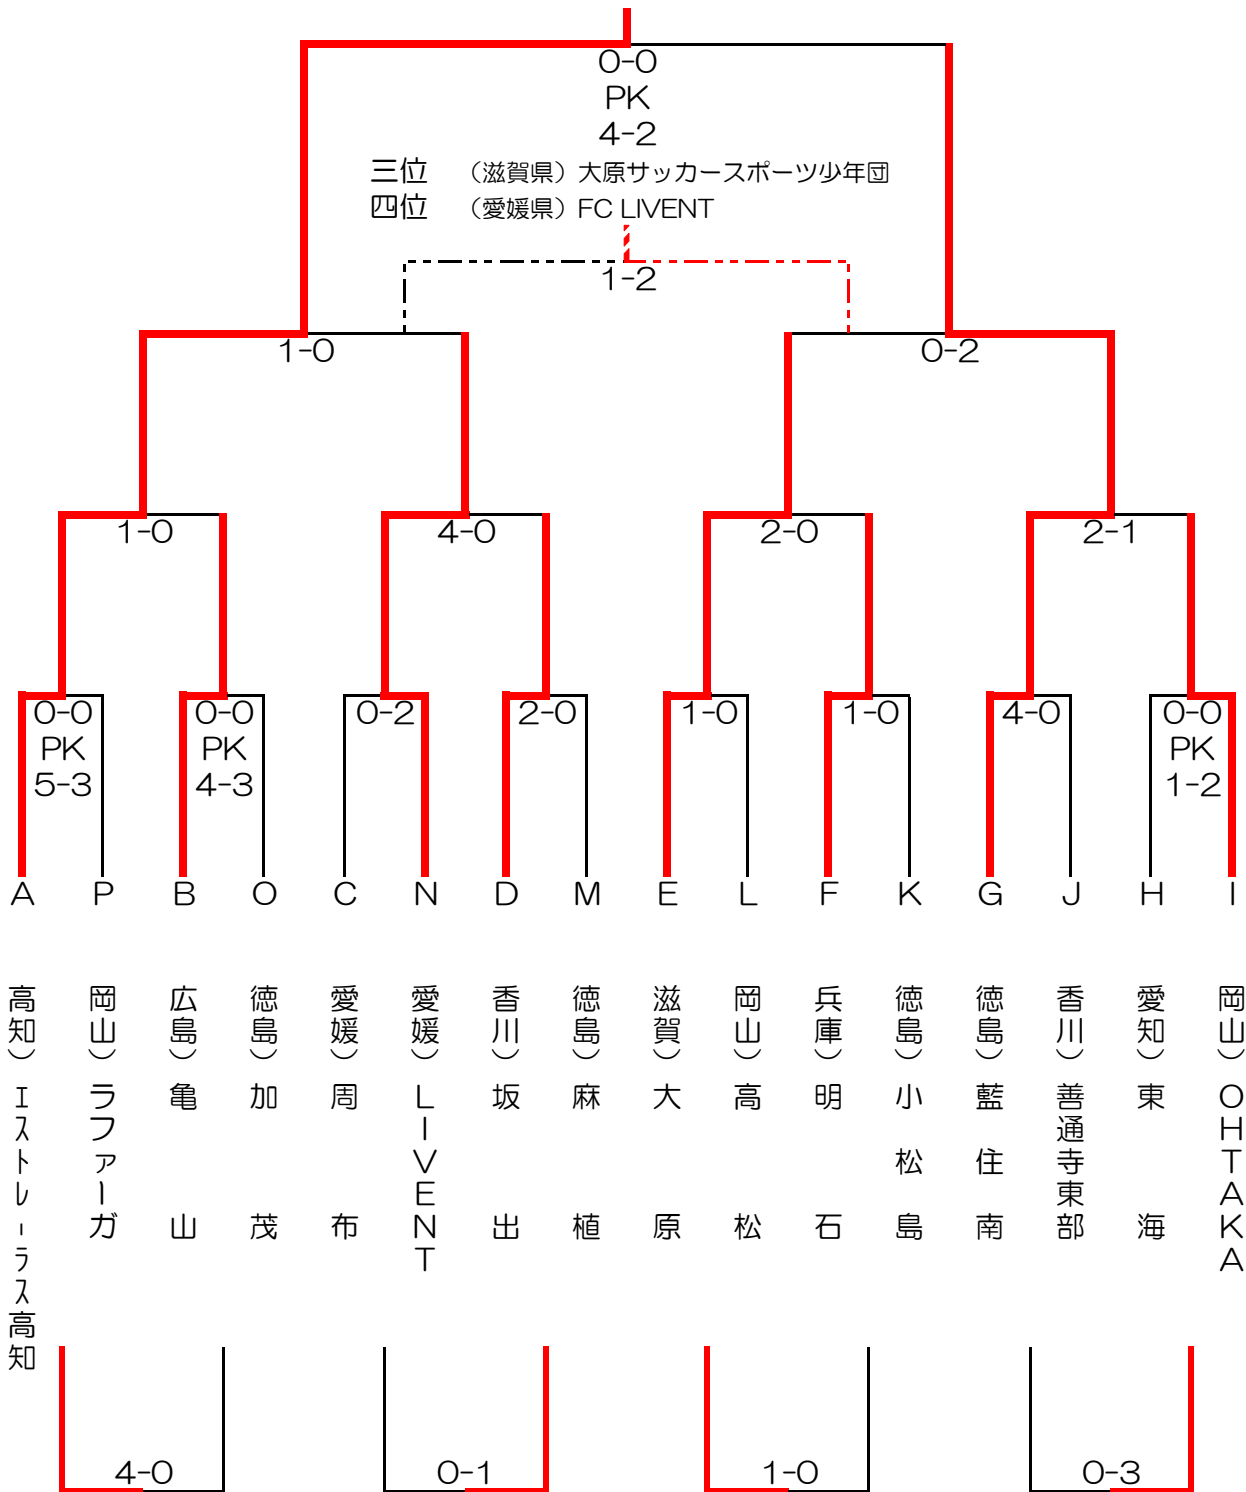 0-0
PK
4-2
三位 （滋賀県）大原サッカースポーツ少年団
四位 （愛媛県）FC LIVENT
1-2
1-0
0-2
1-0
4-0
2-0
2-1
0-0
PK
5-3
0-0
PK
4-3
0-2
2-0
1-0
1-0
4-0
0-0
PK
1-2
A P B O C N D M E L F K G J H I
高知）エストレーラス高知
岡山）ラファーガ
広島）亀山
徳島）加茂
愛媛）周布
愛媛）LIVENT
香川）坂出
徳島）麻植
滋賀）大原
岡山）高松
兵庫）明石
徳島）小松島
徳島）藍住南
香川）善通寺東部
愛知）東海
岡山）OHTAKA
4-0
0-1
1-0
0-3